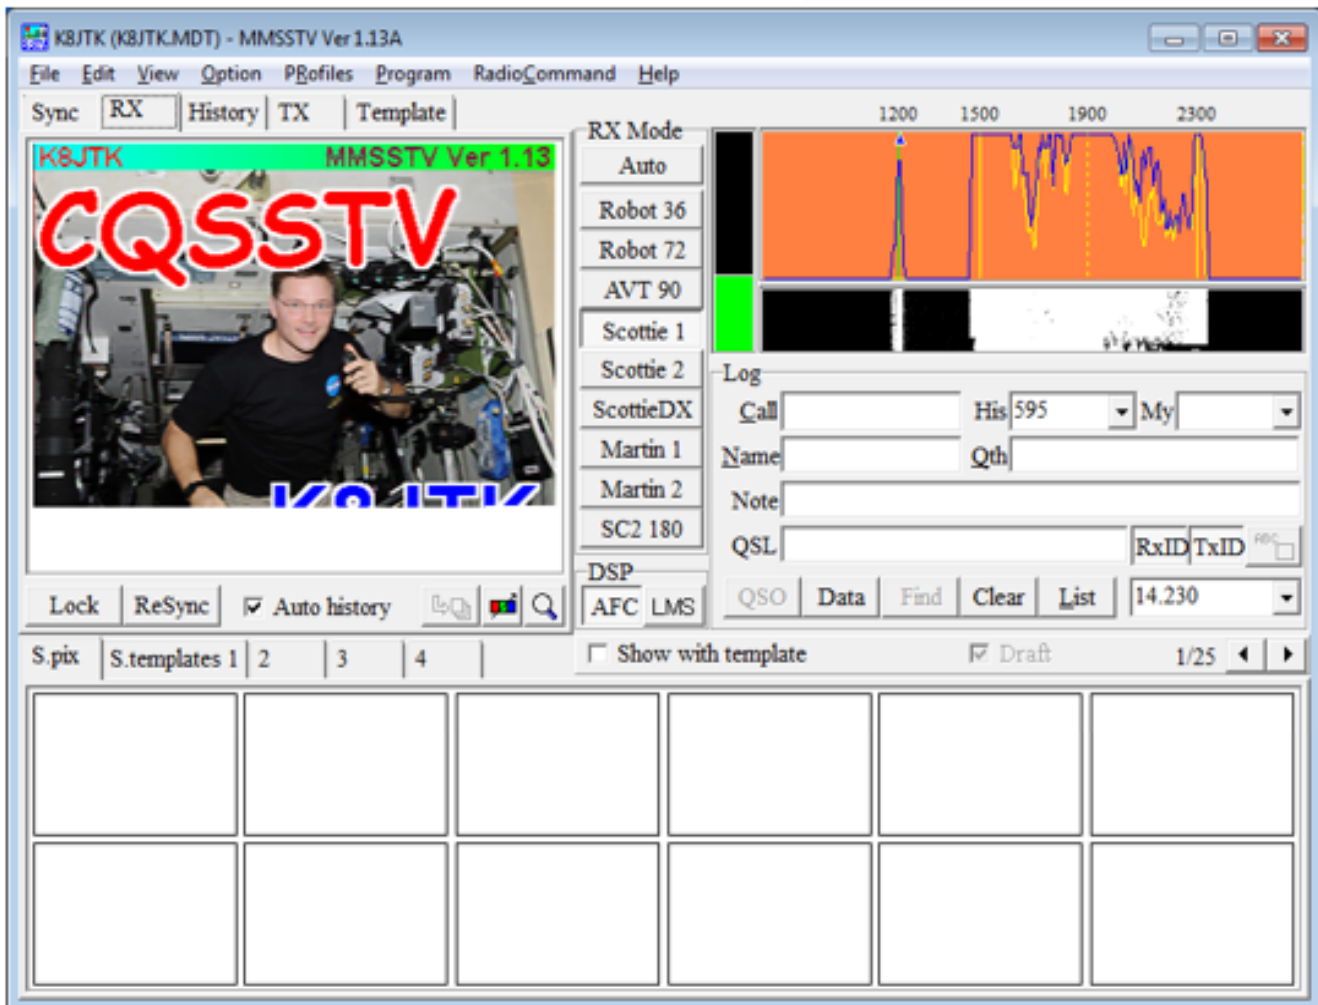 K8JTK (K8JTK.MDT) - MMSSTV Ver 1.13A
File Edit View Option PRofiles Program RadioCommand Help
Sync RX History TX Template
1200 1500 1900 2300
K8JTK MMSSTV Ver 1.13
CQSSTV
K8JTK
RX Mode
Auto
Robot 36
Robot 72
AVT 90
Scottie 1
Scottie 2
ScottieDX
Martin 1
Martin 2
SC2 180
DSP
AFC LMS
Log
Call His 595 My
Name Qth
Note
QSL RxID TxID ABC
QSO Data Find Clear List 14.230
Lock ReSync Auto history
Show with template Draft 1/25
S.pix S.templates 1 2 3 4